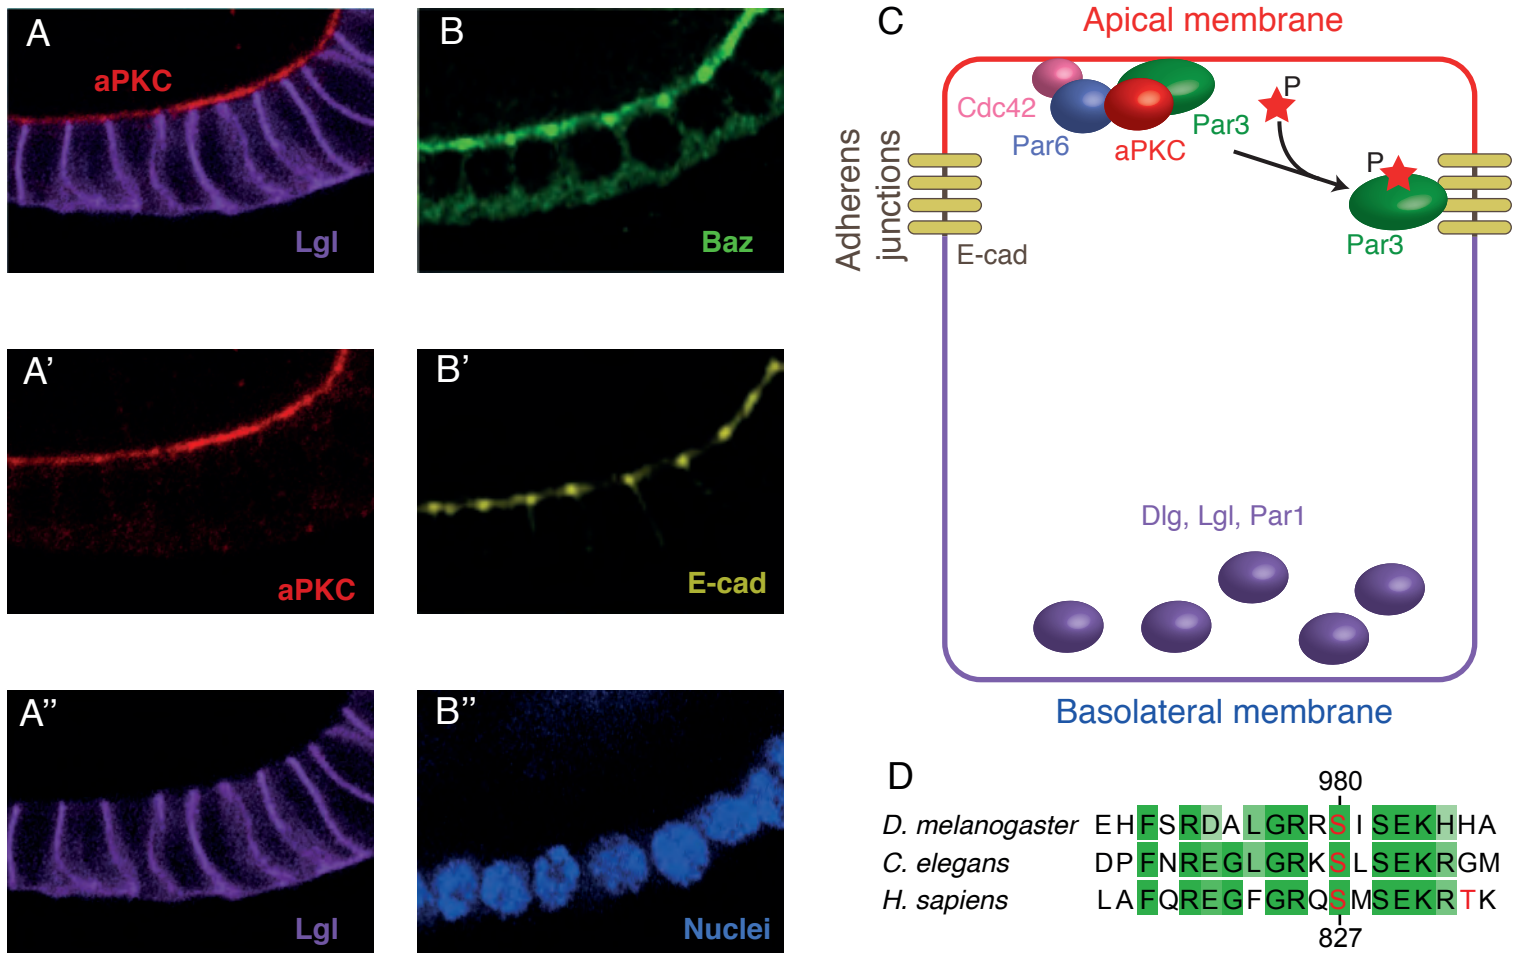 A
aPKC
Lgl
B
Baz
A’
aPKC
B’
E-cad
A”
Lgl
B”
Nuclei
C
Apical membrane
Cdc42
Par6
aPKC
Par3
P
P
Par3
Adherens
junctions
E-cad
Dlg, Lgl, Par1
Basolateral membrane
D
980
D. melanogaster EHFSRDALGRRSISEKHHA
C. elegans DPFNREGLGRKSLSEKRGM
H. sapiens LAFQREGFGRQSMSEKRTK
827